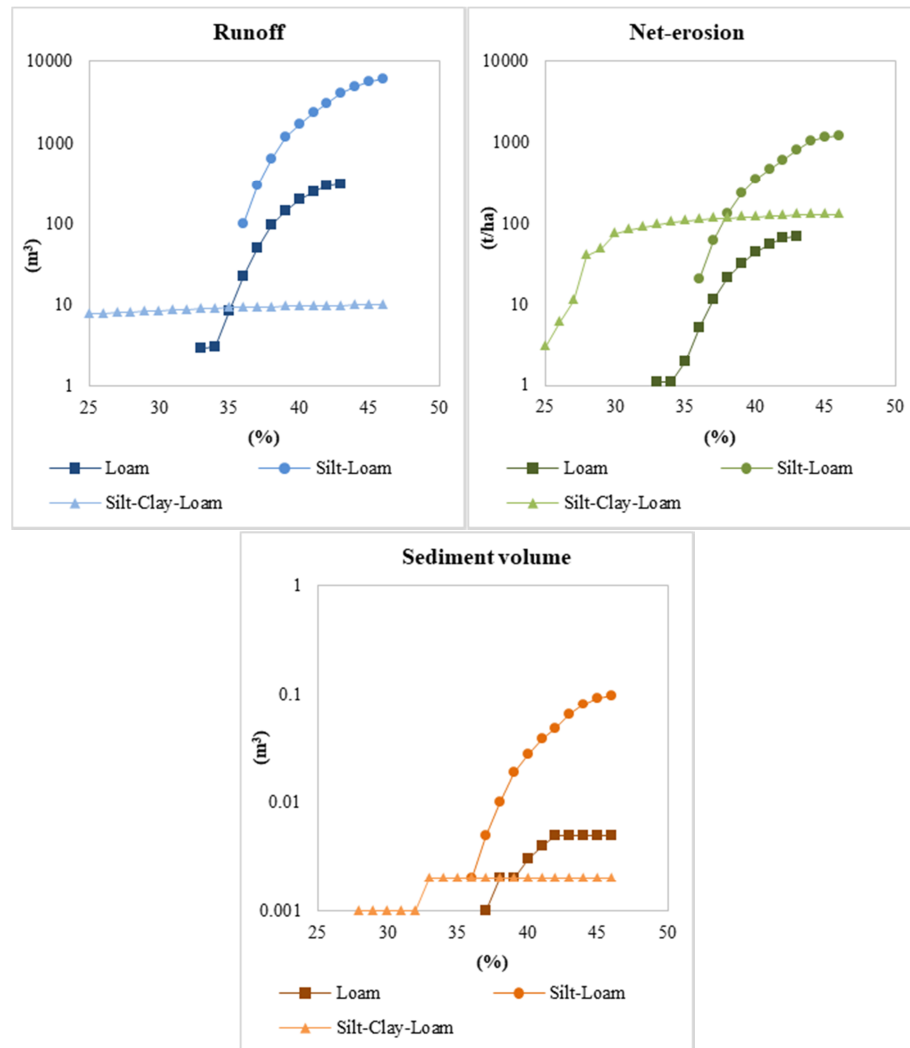 Runoff
10000
1000
100
10
1
(m³)
25 30 35 40 45 50
(%)
Loam Silt-Loam
Silt-Clay-Loam
Net-erosion
10000
1000
100
10
1
(t/ha)
25 30 35 40 45 50
(%)
Loam Silt-Loam
Silt-Clay-Loam
Sediment volume
1
0.1
0.01
0.001
(m³)
25 30 35 40 45 50
(%)
Loam Silt-Loam
Silt-Clay-Loam